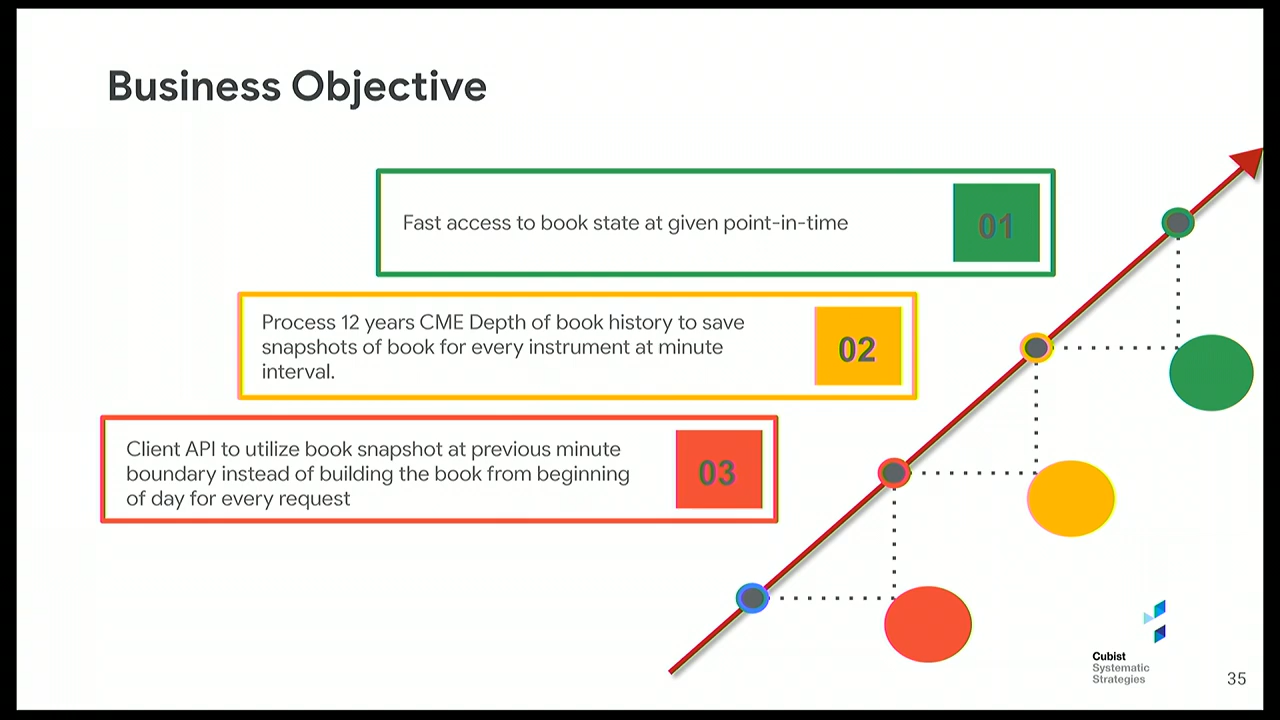 Business Objective
Fast access to book state at given point-in-time
01
Process 12 years CME Depth of book history to save
snapshots of book for every instrument at minute
interval.
02
Client API to utilize book snapshot at previous minute
boundary instead of building the book from beginning
of day for every request
03
Cubist
Systematic
Strategies
35